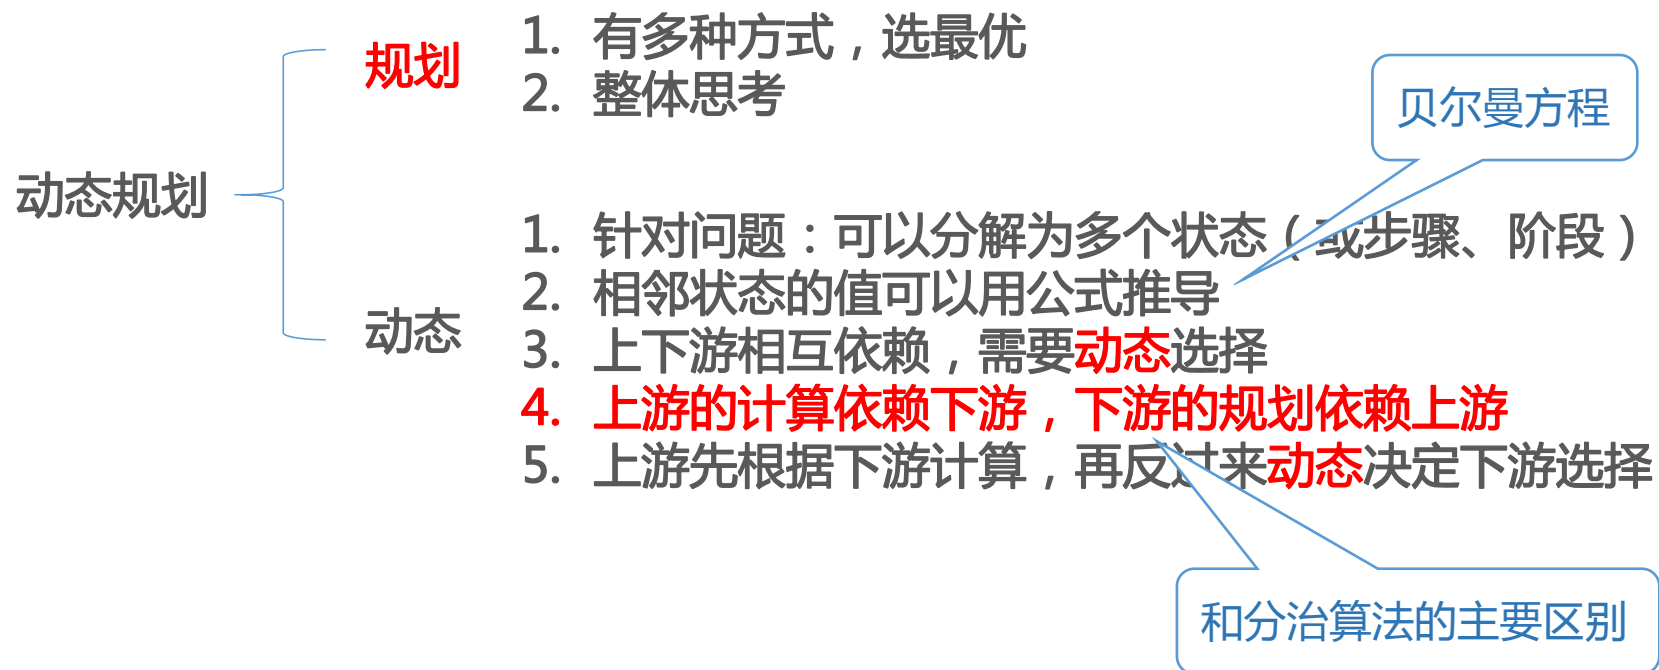 动态规划
规划
1. 有多种方式，选最优
2. 整体思考
贝尔曼方程
动态
1. 针对问题：可以分解为多个状态（或步骤、阶段）
2. 相邻状态的值可以用公式推导
3. 上下游相互依赖，需要动态选择
4. 上游的计算依赖下游，下游的规划依赖上游
5. 上游先根据下游计算，再反过来动态决定下游选择
和分治算法的主要区别